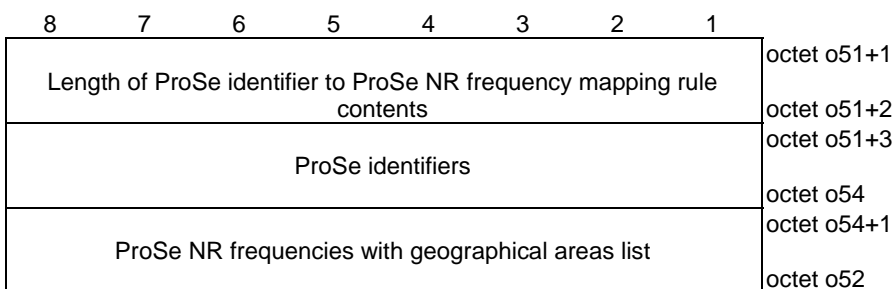 8 7 6 5 4 3 2 1
octet o51+1
Length of ProSe identifier to ProSe NR frequency mapping rule
contents
octet o51+2
octet o51+3
ProSe identifiers
octet o54
octet o54+1
ProSe NR frequencies with geographical areas list
octet o52